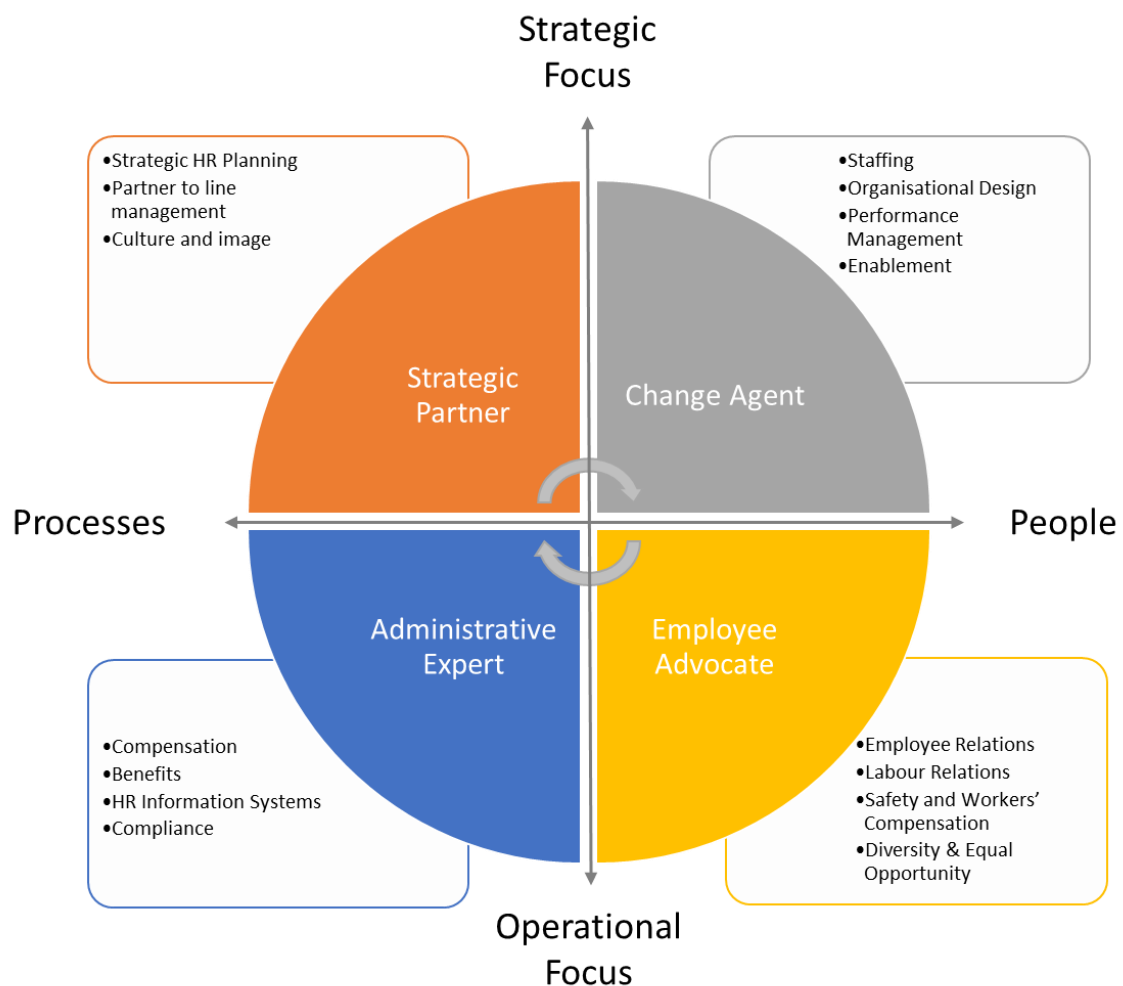 Strategic
Focus
•Strategic HR Planning
•Partner to line
management
•Culture and image
•Staffing
•Organisational Design
•Performance
Management
•Enablement
Strategic
Partner
Change Agent
Processes
People
Administrative
Expert
Employee
Advocate
•Compensation
•Benefits
•HR Information Systems
•Compliance
•Employee Relations
•Labour Relations
•Safety and Workers’
Compensation
•Diversity & Equal
Opportunity
Operational
Focus